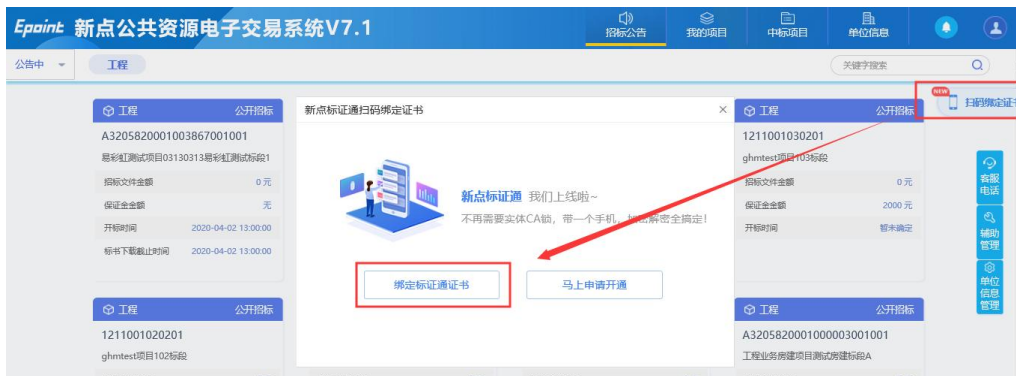 Epoint 新点公共资源电子交易系统V7.1
招标公告
我的项目
中标项目
单位信息
公告中
工程
关键字搜索
NEW
扫码绑定证书
工程 公开招标
A3205820001003867001001
易彩虹测试项目03130313易彩虹测试标段1
招标文件金额 0元
保证金金额 无
开标时间 2020-04-02 13:00:00
标书下载截止时间 2020-04-02 13:00:00
新点标证通扫码绑定证书
新点标证通 我们上线啦~
不再需要实体CA锁，带一个手机，加密解密全搞定！
绑定标证通证书
马上申请开通
工程 公开招标
1211001030201
ghmtest项目103标段
招标文件金额 0元
保证金金额 2000 元
开标时间 暂未确定
客服
电话
辅助
管理
单位
信息
管理
工程 公开招标
1211001020201
ghmtest项目102标段
工程 公开招标
A3205820001000003001001
工程业务房建项目测试房建标段A